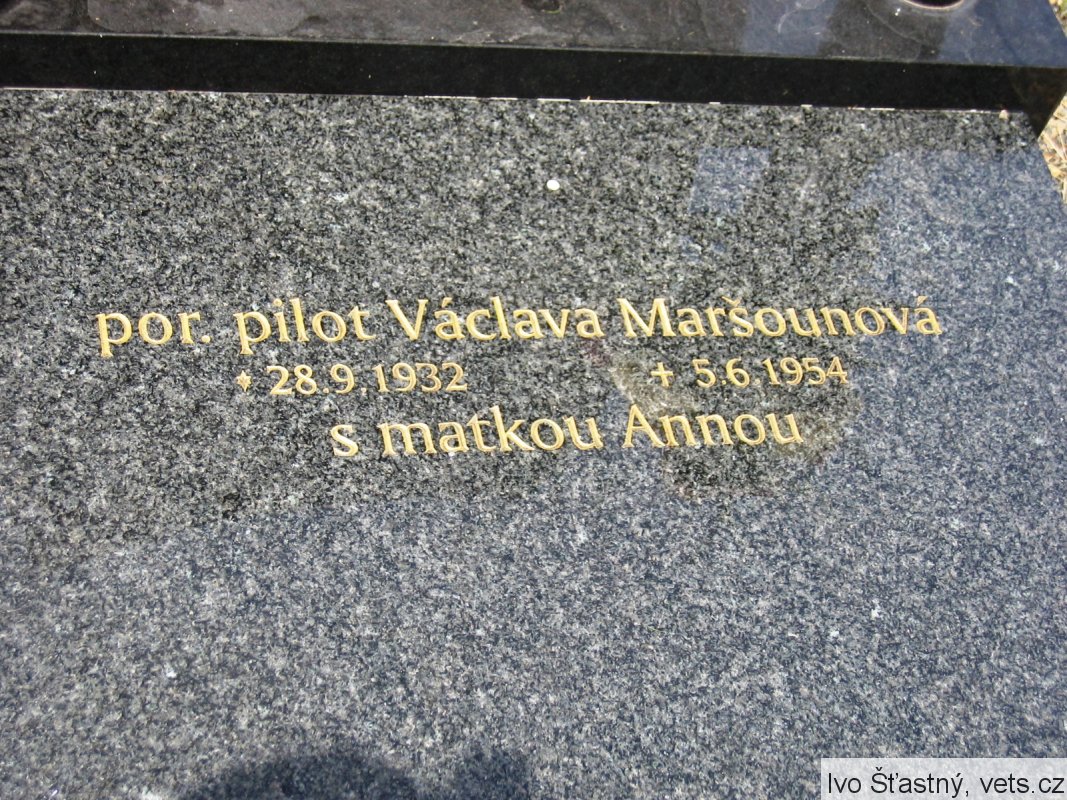 por. pilot Václava Maršounová
* 28.9.1932 + 5.6.1954
s matkou Annou
Ivo Šťastný, vets.cz